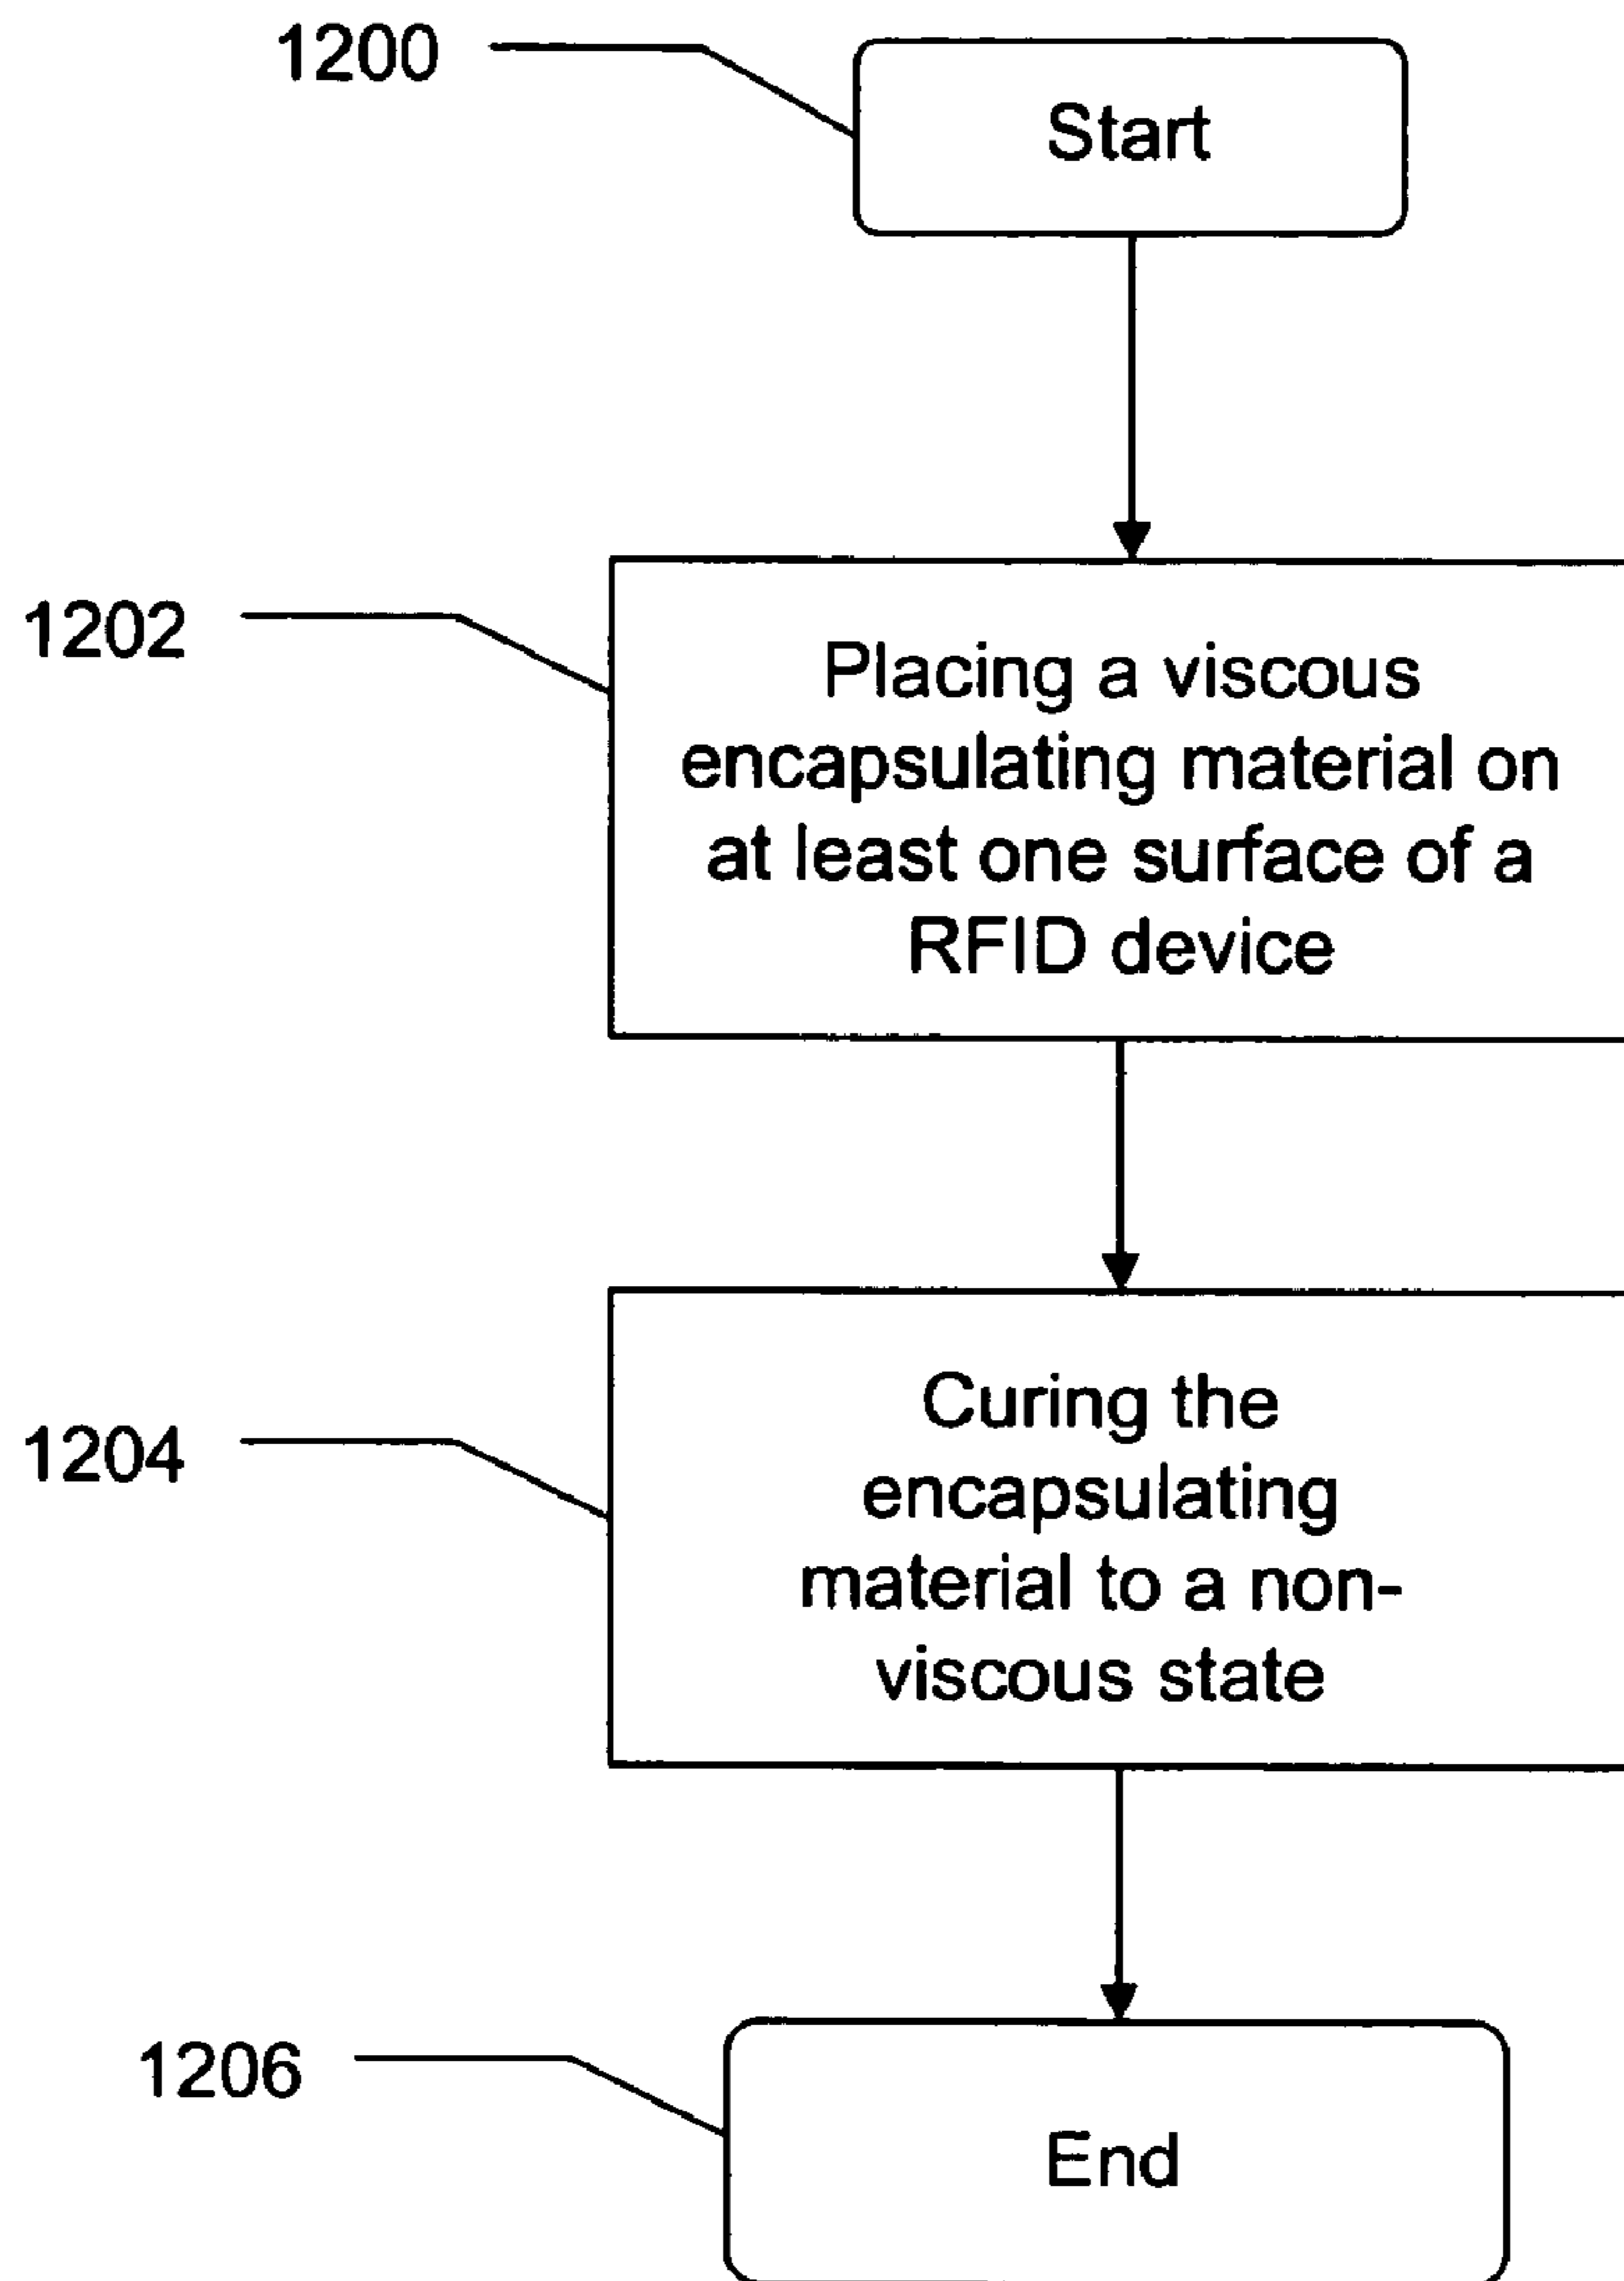 1200
Start
1202
Placing a viscous
encapsulating material on
at least one surface of a
RFID device
1204
Curing the
encapsulating
material to a non-
viscous state
1206
End